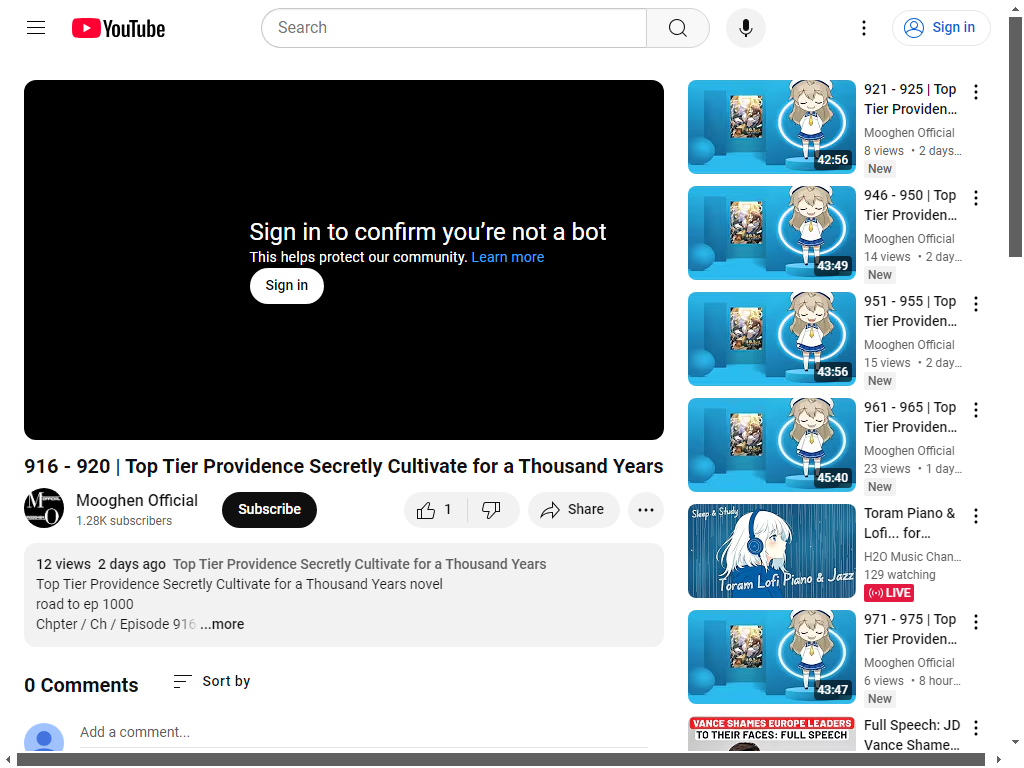 YouTube
Search
Sign in
Sign in to confirm you’re not a bot
This helps protect our community. Learn more
Sign in
916 - 920 | Top Tier Providence Secretly Cultivate for a Thousand Years
Mooghen Official
1.28K subscribers
Subscribe
1
Share
12 views 2 days ago Top Tier Providence Secretly Cultivate for a Thousand Years
Top Tier Providence Secretly Cultivate for a Thousand Years novel
road to ep 1000
Chpter / Ch / Episode 916 ...more
0 Comments
Sort by
Add a comment...
42:56
921 - 925 | Top
Tier Providen...
Mooghen Official
8 views • 2 days...
New
43:49
946 - 950 | Top
Tier Providen...
Mooghen Official
14 views • 2 day...
New
43:56
951 - 955 | Top
Tier Providen...
Mooghen Official
15 views • 2 day...
New
45:40
961 - 965 | Top
Tier Providen...
Mooghen Official
23 views • 1 day...
New
Sleep & Study
Toram Lofi Piano & Jazz
Toram Piano &
Lofi... for...
H2O Music Chan...
129 watching
LIVE
43:47
971 - 975 | Top
Tier Providen...
Mooghen Official
6 views • 8 hour...
New
VANCE SHAMES EUROPE LEADERS
TO THEIR FACES: FULL SPEECH
Full Speech: JD
Vance Shame...